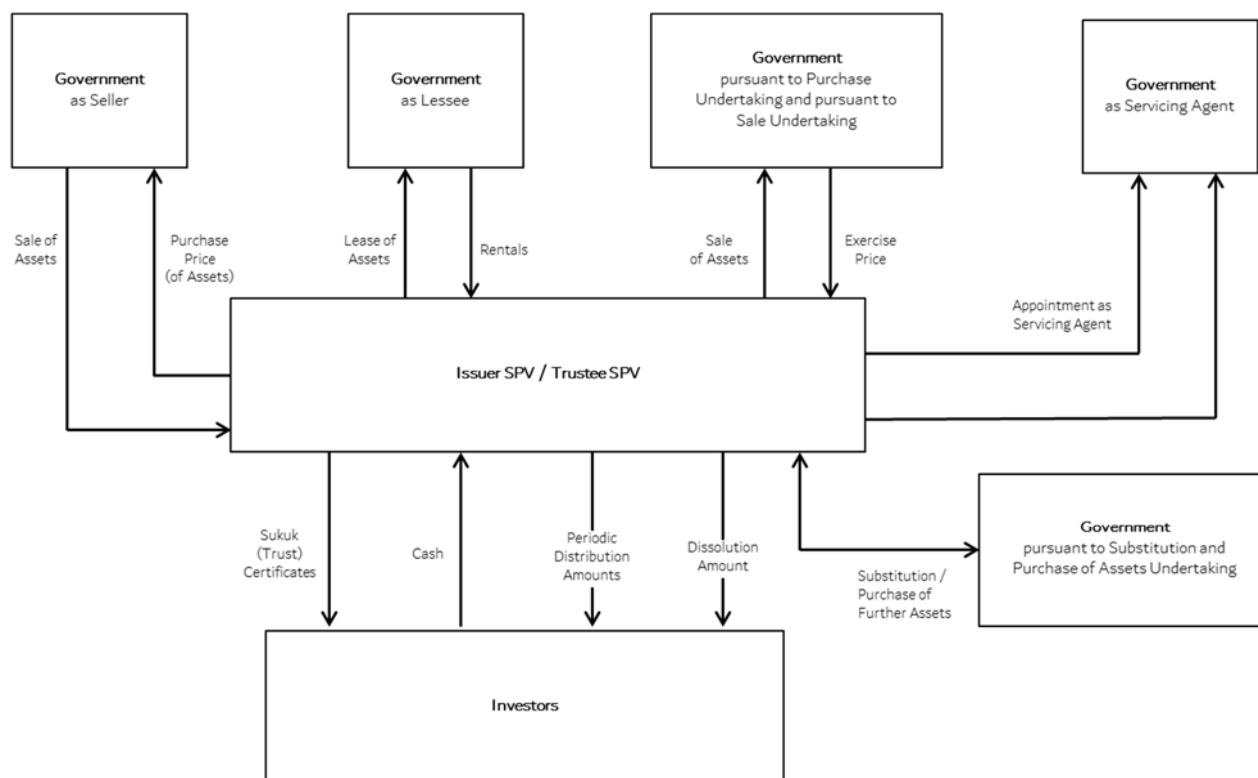 Government
as Seller
Government
as Lessee
Government
pursuant to Purchase
Undertaking and pursuant to
Sale Undertaking
Government
as Servicing Agent
Sale of
Assets
Purchase
Price
(of Assets)
Lease of
Assets
Rentals
Sale
of Assets
Exercise
Price
Appointment as
Servicing Agent
Issuer SPV / Trustee SPV
Sukuk
(Trust)
Certificates
Cash
Periodic
Distribution
Amounts
Dissolution
Amount
Substitution /
Purchase of
Further Assets
Government
pursuant to Substitution and
Purchase of Assets Undertaking
Investors